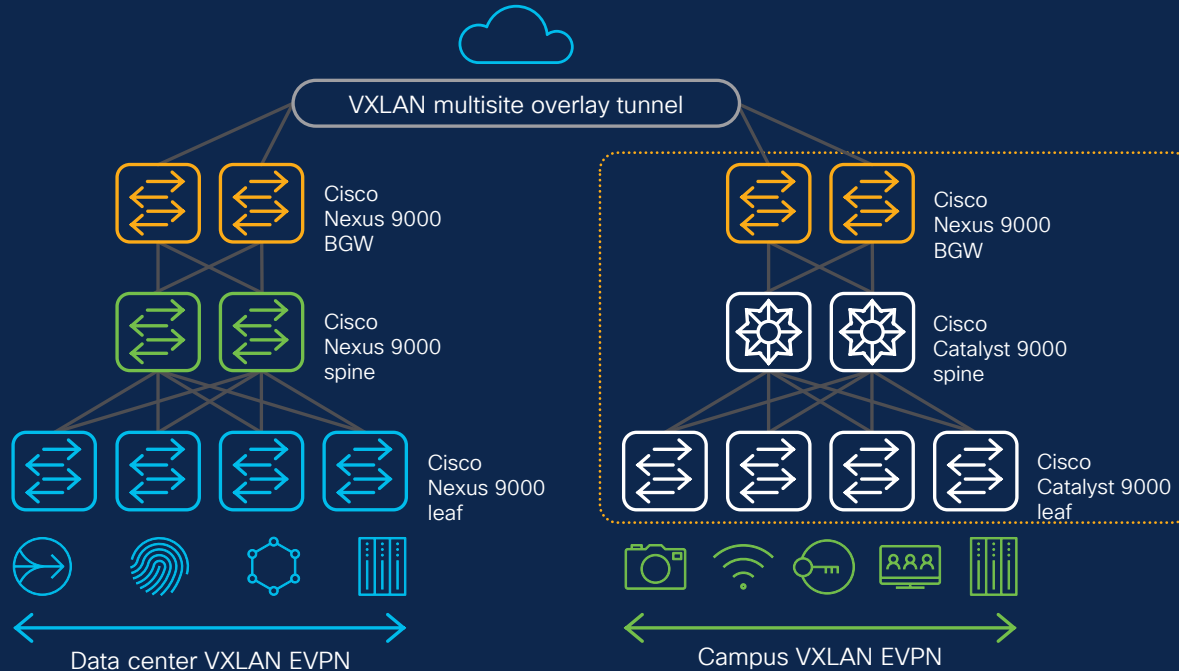 VXLAN multisite overlay tunnel
Cisco
Nexus 9000
BGW
Cisco
Nexus 9000
BGW
Cisco
Nexus 9000
spine
Cisco
Catalyst 9000
spine
Cisco
Nexus 9000
leaf
Cisco
Catalyst 9000
leaf
Data center VXLAN EVPN
Campus VXLAN EVPN